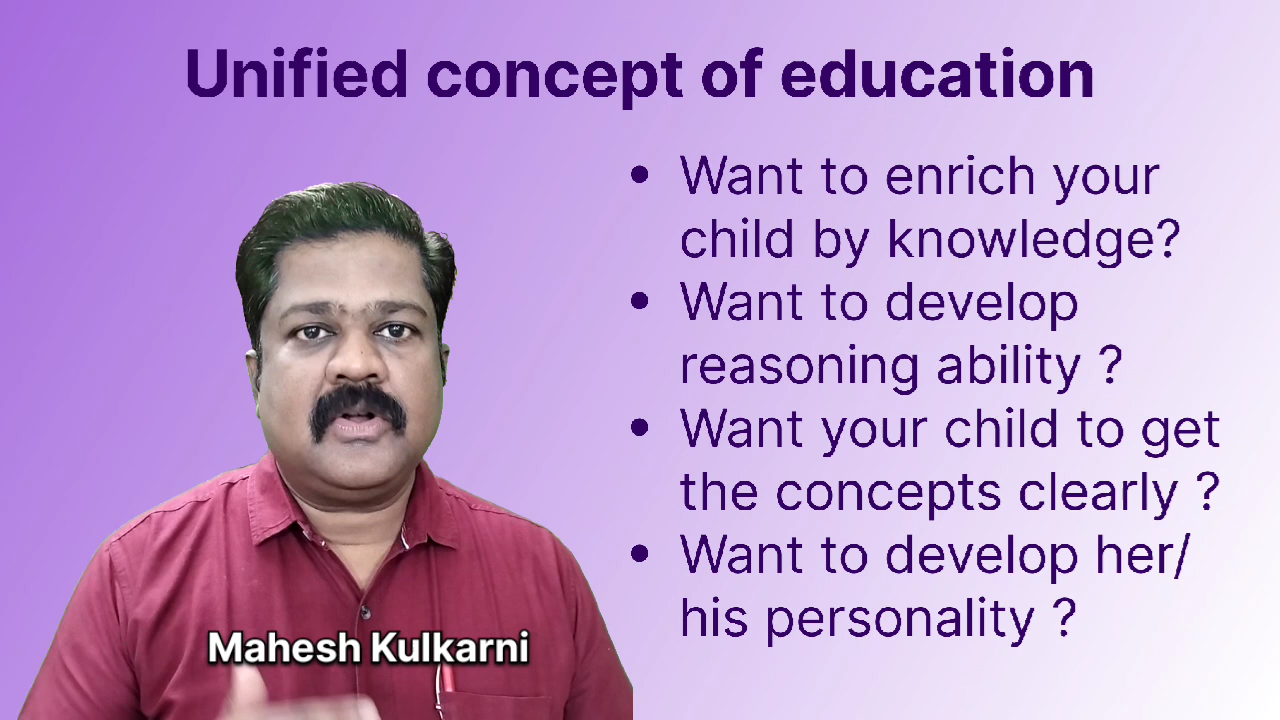 Unified concept of education
• Want to enrich your
child by knowledge?
• Want to develop
reasoning ability ?
• Want your child to get
the concepts clearly ?
• Want to develop her/
his personality ?
Mahesh Kulkarni